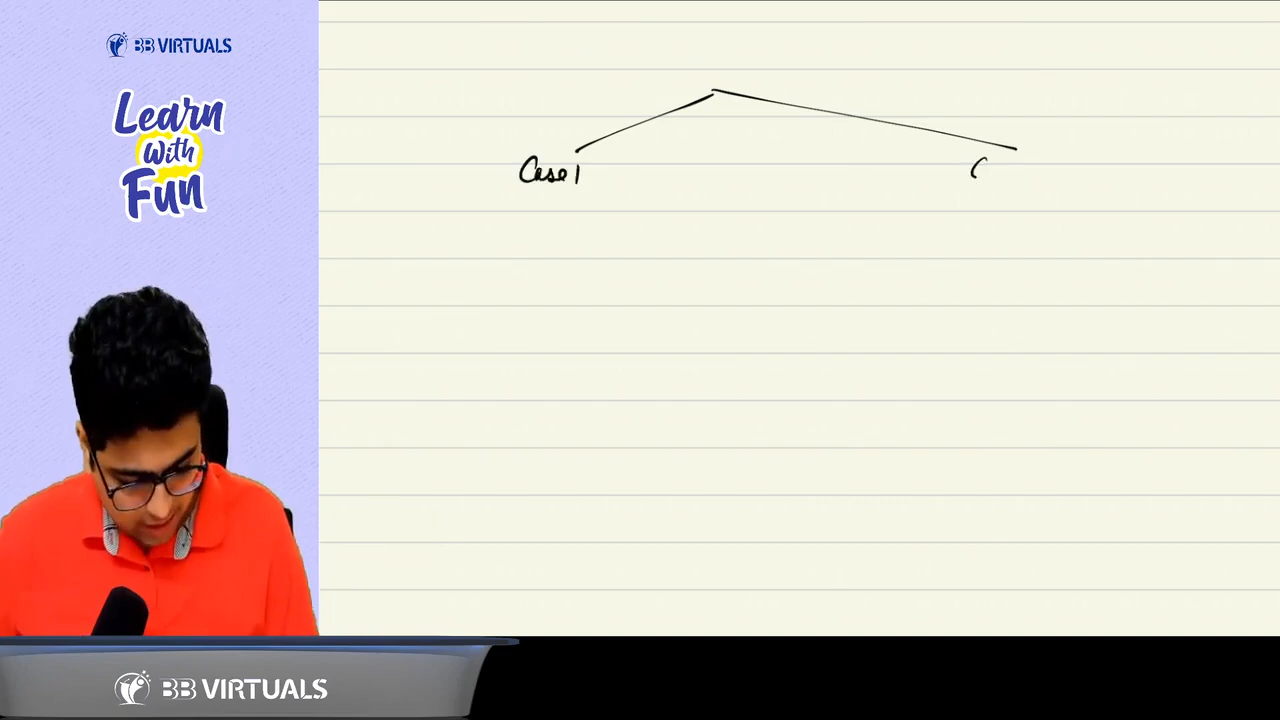 BB VIRTUALS
Learn
With
Fun
Case 1
C
BB VIRTUALS